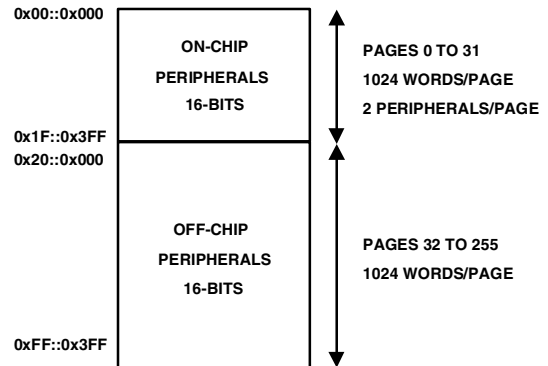 0x00::0x000
ON-CHIP
PERIPHERALS
16-BITS
PAGES 0 TO 31
1024 WORDS/PAGE
2 PERIPHERALS/PAGE
0x1F::0x3FF
0x20::0x000
OFF-CHIP
PERIPHERALS
16-BITS
PAGES 32 TO 255
1024 WORDS/PAGE
0xFF::0x3FF